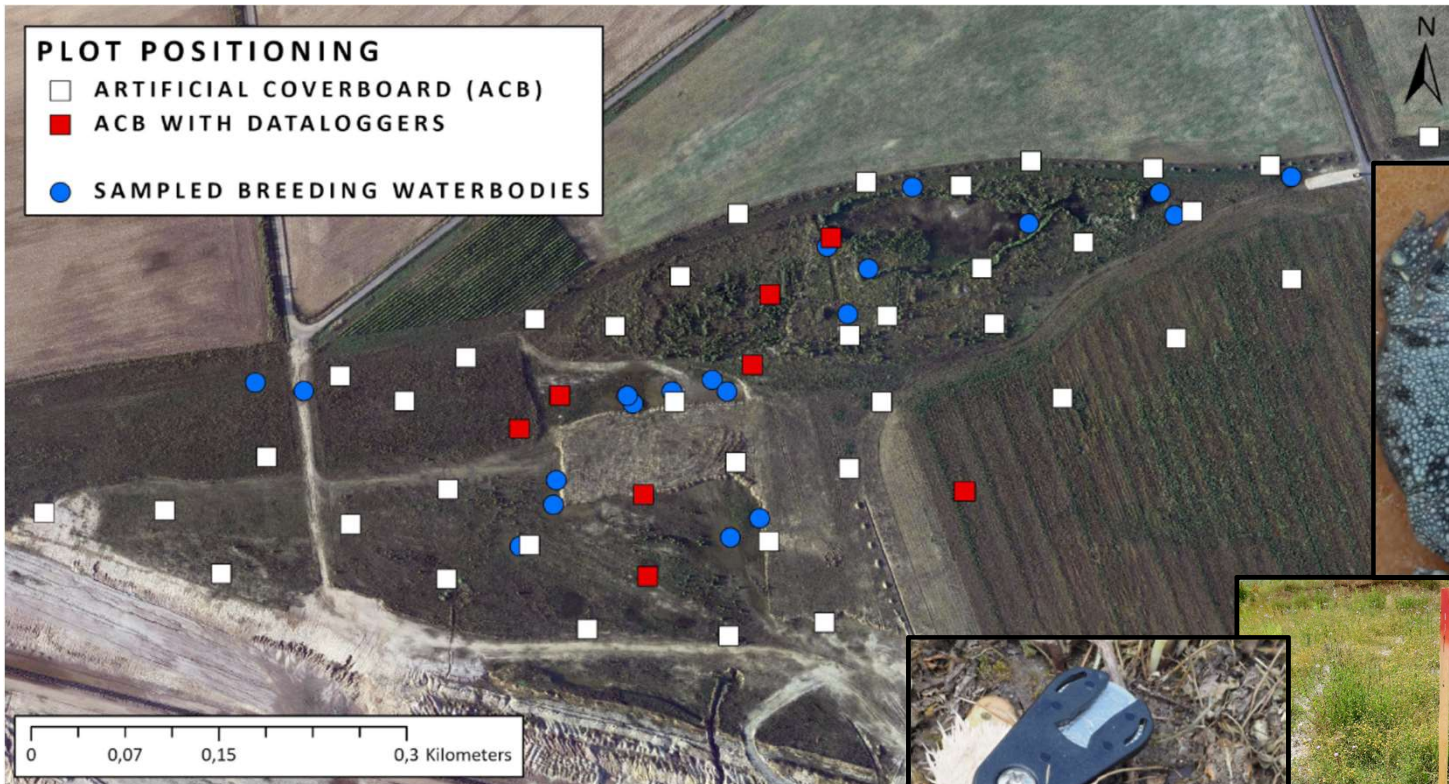 PLOT POSITIONING
ARTIFICIAL COVERBOARD (ACB)
ACB WITH DATALOGGERS
SAMPLED BREEDING WATERBODIES
N
0 0,07 0,15 0,3 Kilometers